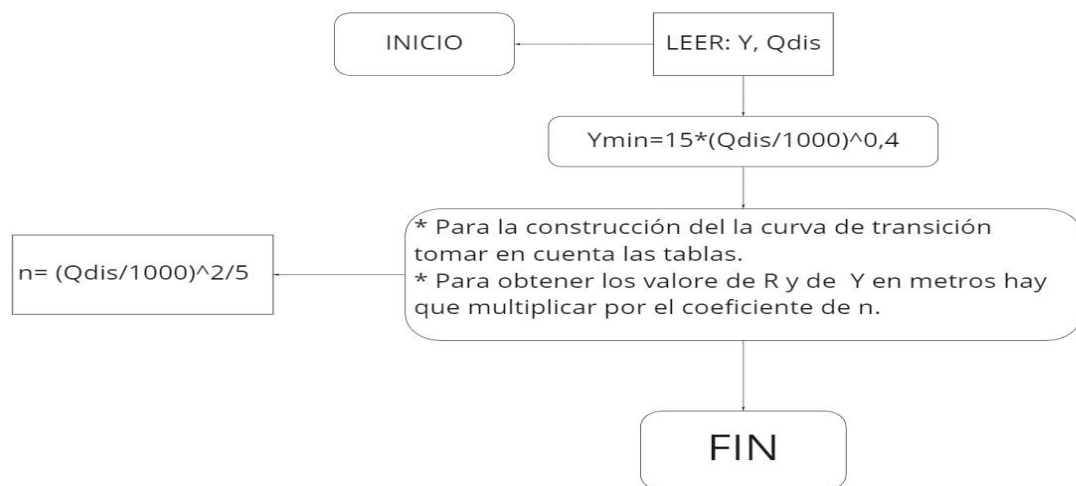 INICIO
LEER: Y, Qdis
Ymin=15*(Qdis/1000)^0,4
* Para la construcción del la curva de transición
tomar en cuenta las tablas.
* Para obtener los valore de R y de Y en metros hay
que multiplicar por el coeficiente de n.
n= (Qdis/1000)^2/5
FIN